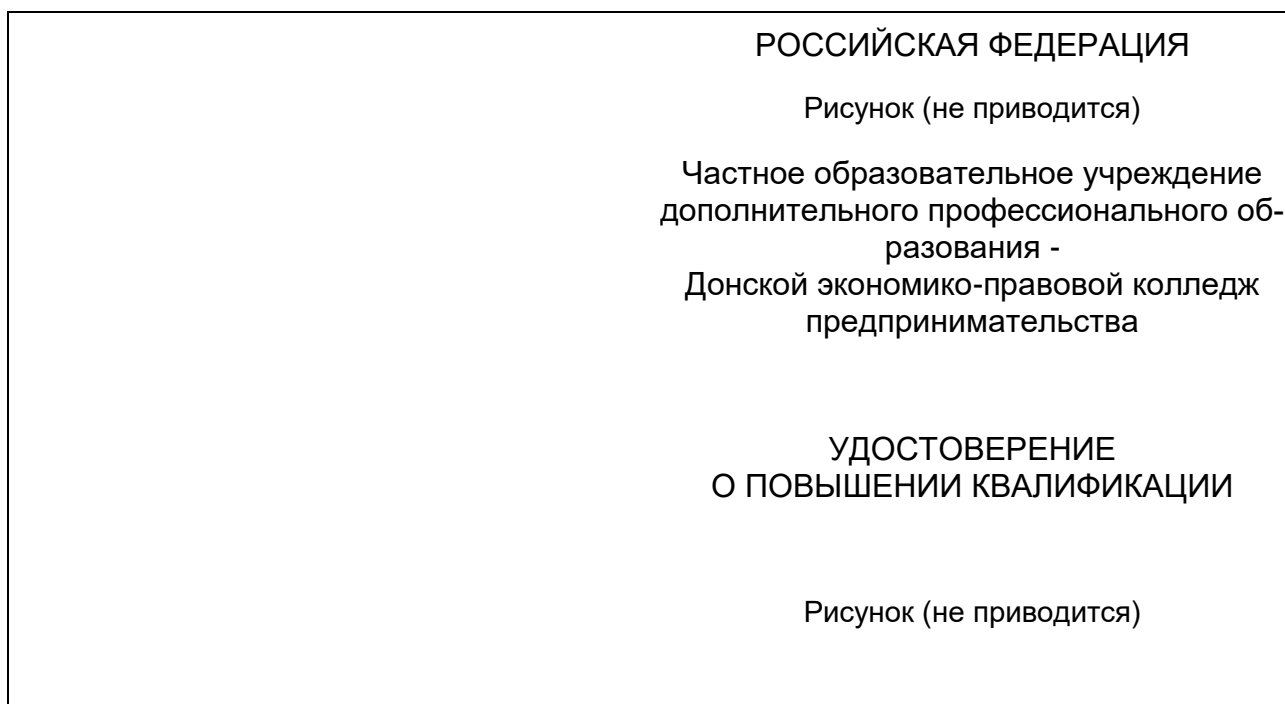 РОССИЙСКАЯ ФЕДЕРАЦИЯ
Рисунок (не приводится)
Частное образовательное учреждение
дополнительного профессионального об-
разования -
Донской экономико-правовой колледж
предпринимательства
УДОСТОВЕРЕНИЕ
О ПОВЫШЕНИИ КВАЛИФИКАЦИИ
Рисунок (не приводится)